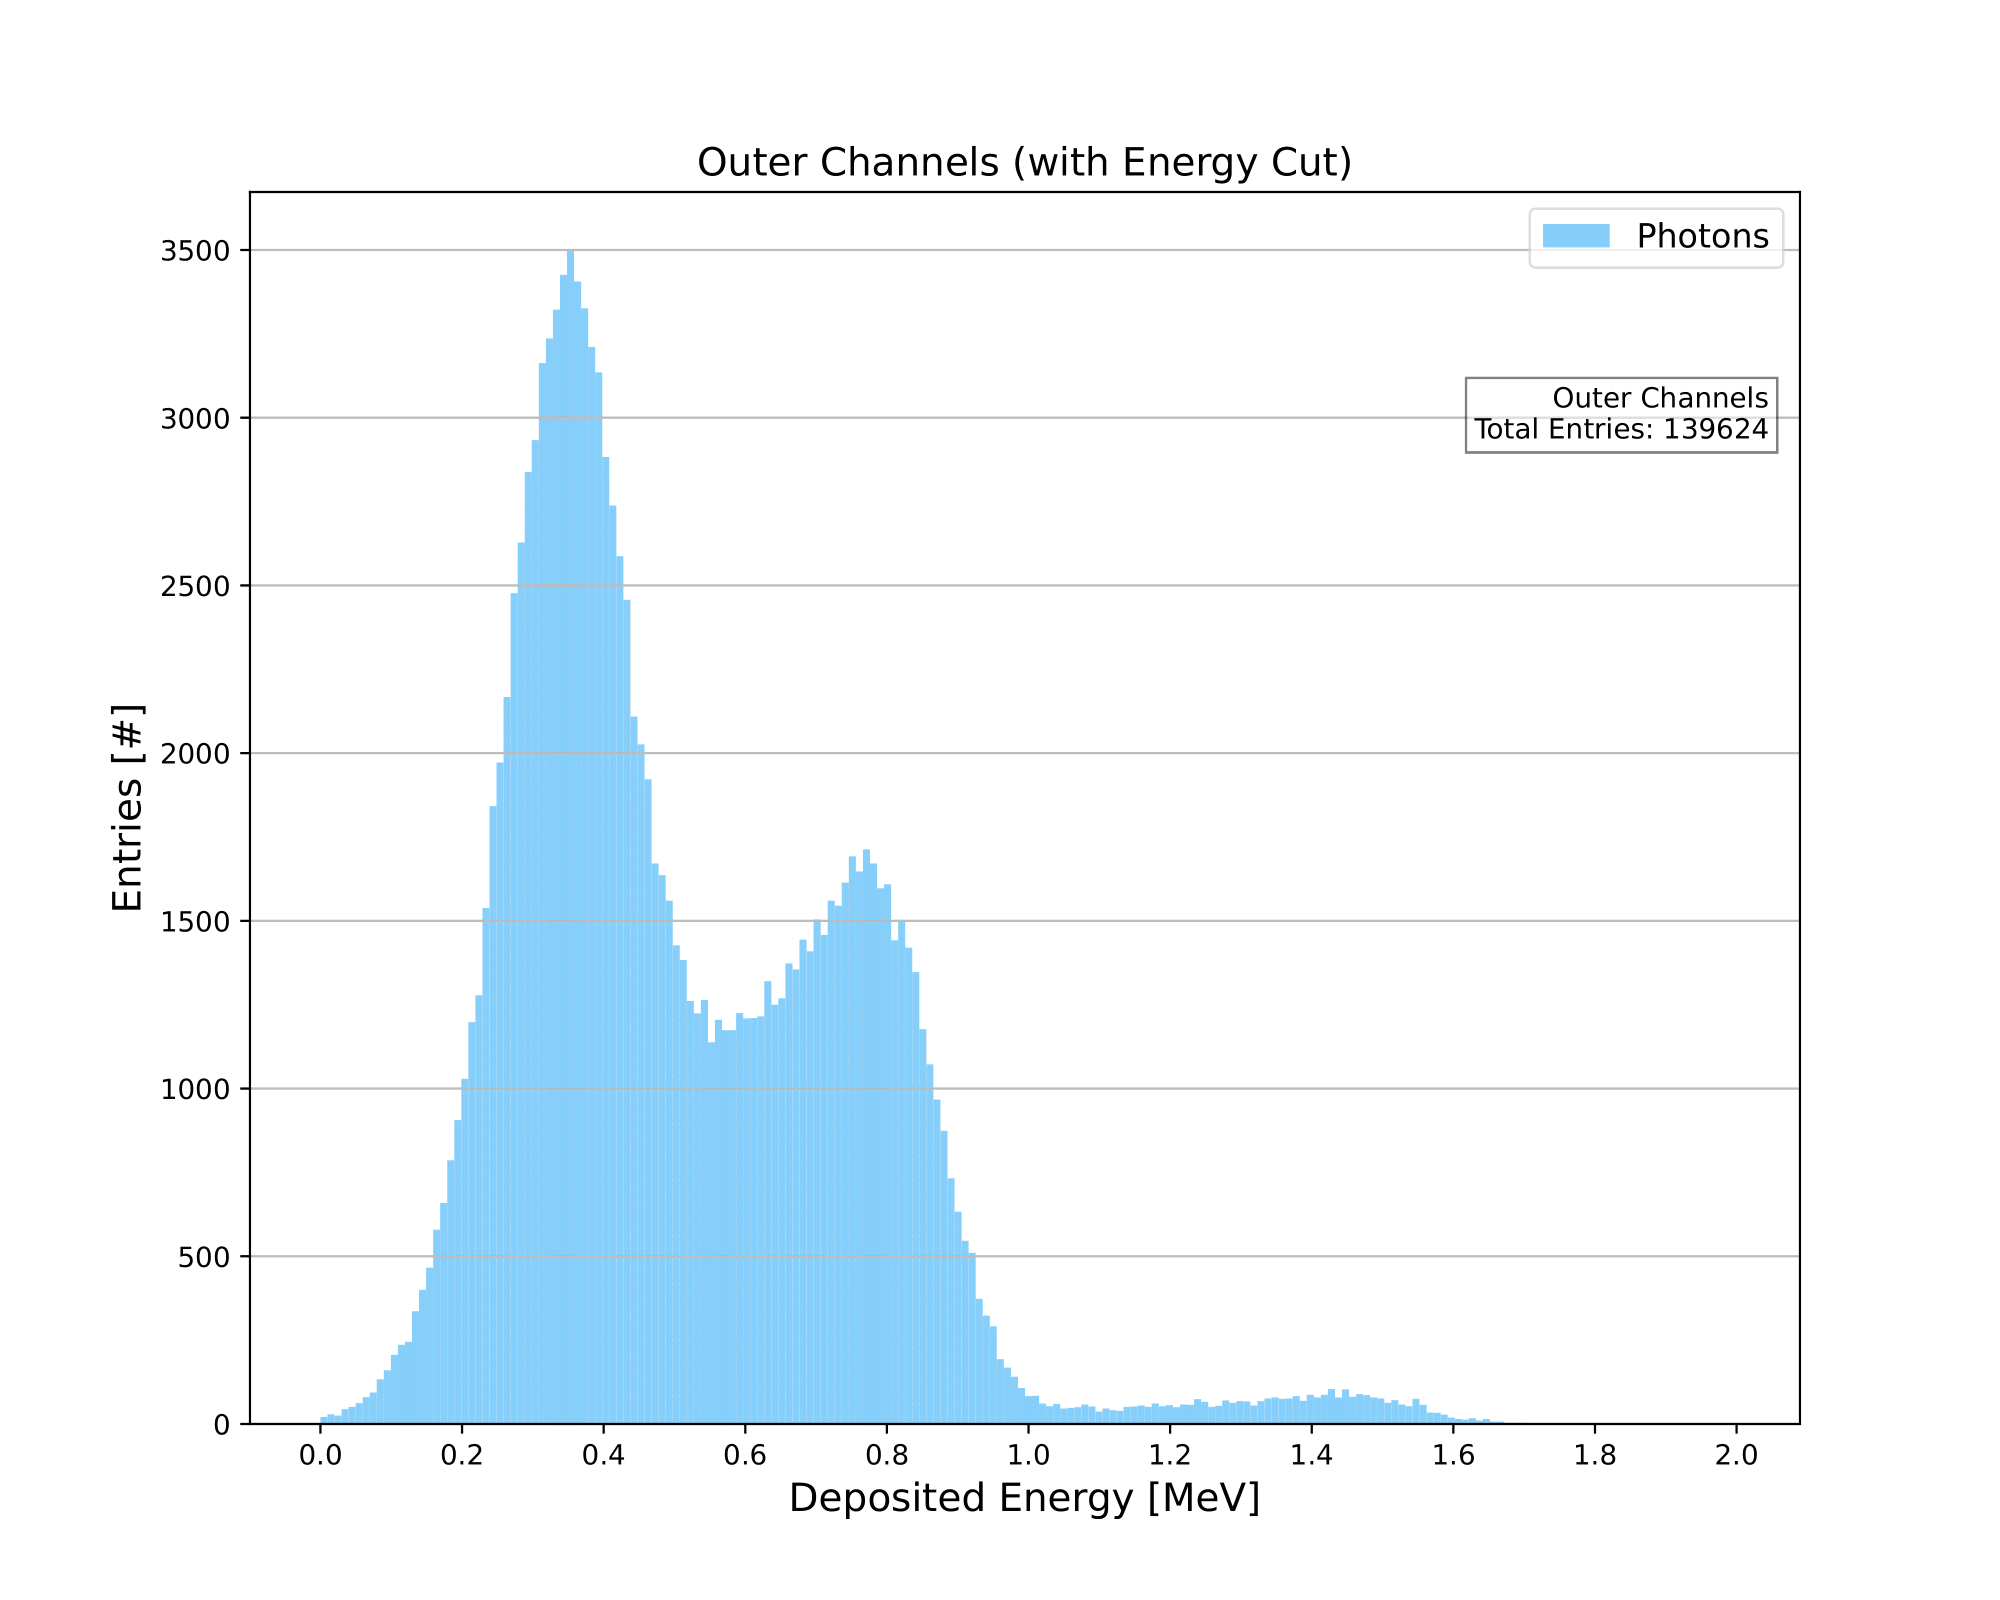 Outer Channels (with Energy Cut)
Photons
Outer Channels
Total Entries: 139624
Entries [#]
3500
3000
2500
2000
1500
1000
500
0
0.0 0.2 0.4 0.6 0.8 1.0 1.2 1.4 1.6 1.8 2.0
Deposited Energy [MeV]